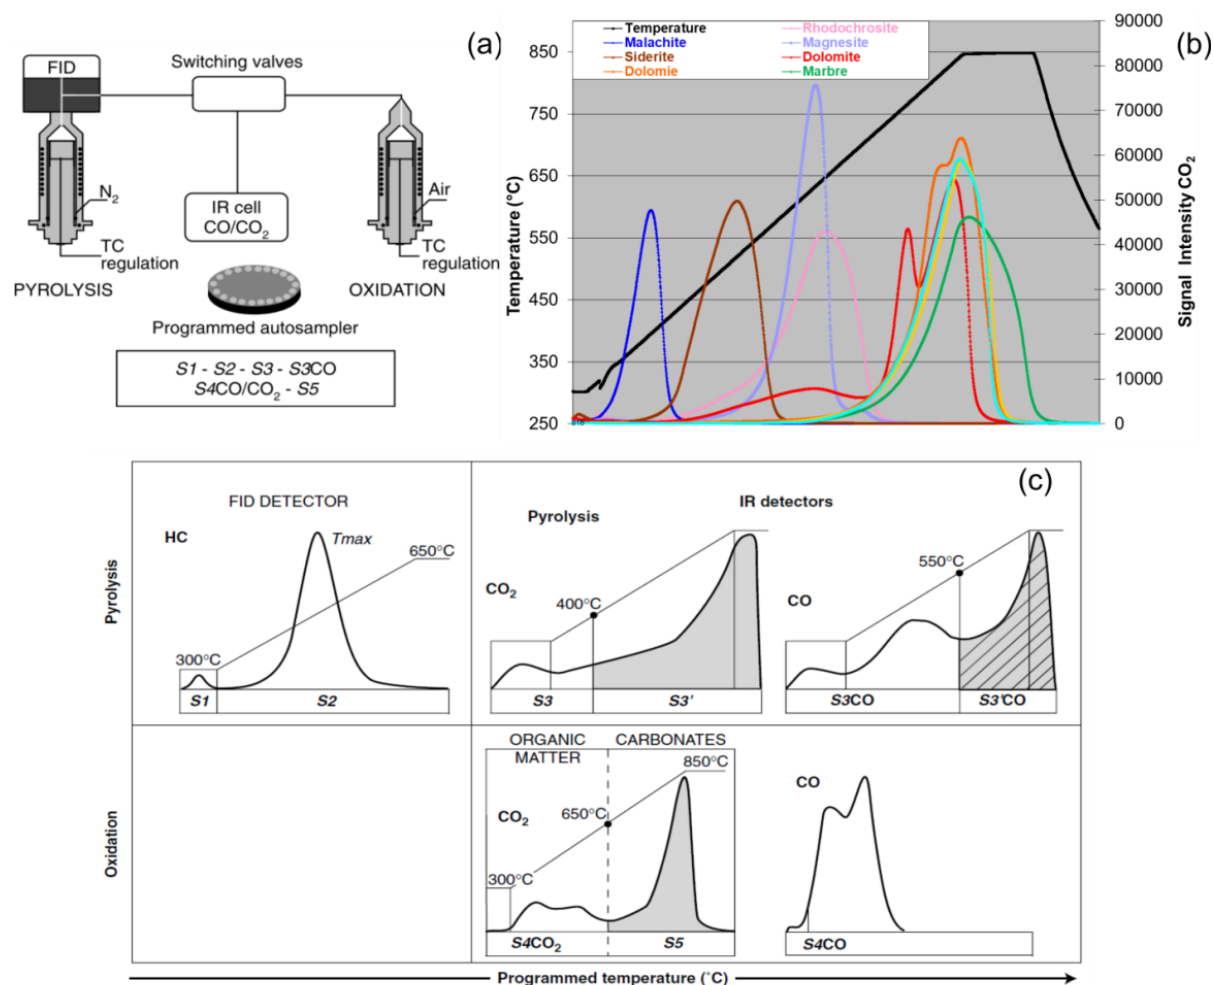 (a)
FID
Switching valves
N2
Air
IR cell
CO/CO2
TC
regulation
TC
regulation
PYROLYSIS
OXIDATION
Programmed autosampler
S1 - S2 - S3 - S3CO
S4CO/CO2 - S5
(b)
Temperature
Rhodochrosite
Malachite
Magnesite
Siderite
Dolomite
Dolomie
Marbre
Temperature (°C)
850
750
650
550
450
350
250
90000
80000
70000
60000
50000
40000
30000
20000
10000
0
Signal Intensity CO2
(c)
FID DETECTOR
IR detectors
Pyrolysis
Pyrolysis
HC
Tmax
650°C
300°C
S1
S2
CO2
400°C
S3
S3'
CO
550°C
S3CO
S3'CO
Oxidation
ORGANIC
MATTER
CARBONATES
850°C
CO2
650°C
300°C
S4CO2
S5
CO
S4CO
Programmed temperature (°C)